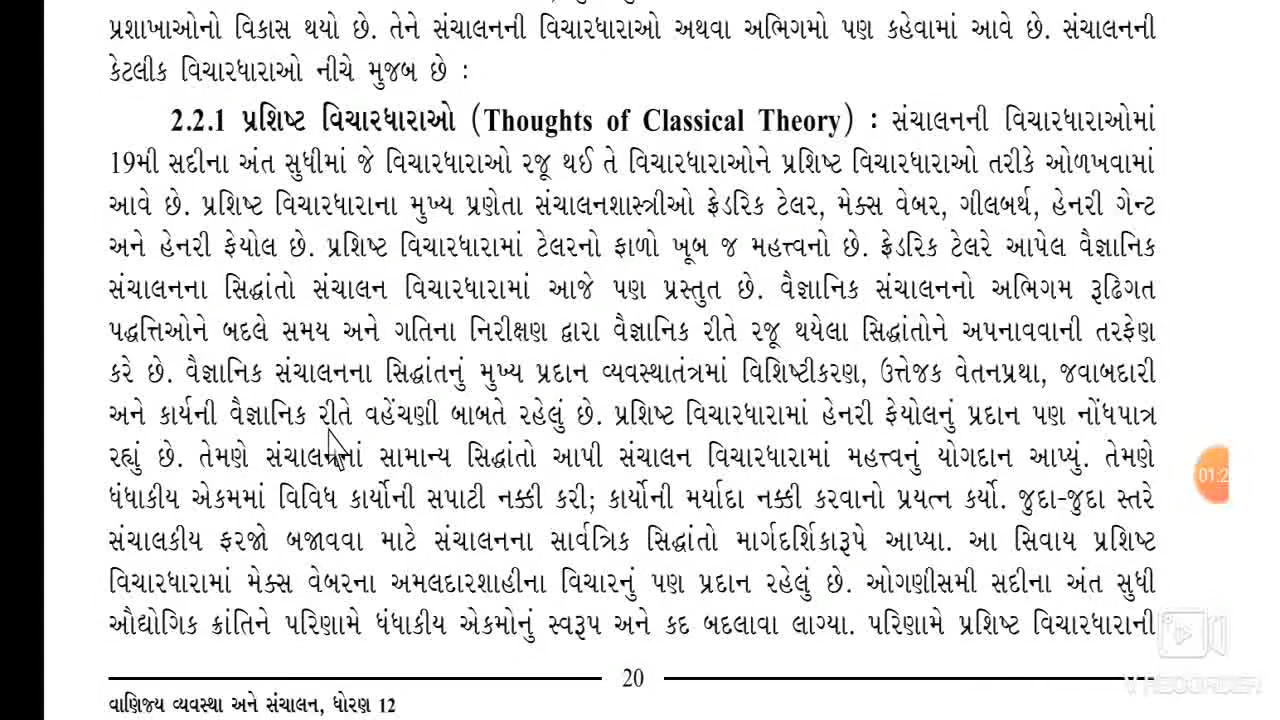 પ્રશાખાઓનો વિકાસ થયો છે. તેને સંચાલનની વિચારધારાઓ અથવા અભિગમો પણ કહેવામાં આવે છે. સંચાલનની
કેટલીક વિચારધારાઓ નીચે મુજબ છે :
2.2.1 પ્રશિષ્ટ વિચારધારાઓ (Thoughts of Classical Theory) : સંચાલનની વિચારધારાઓમાં
19મી સદીના અંત સુધીમાં જે વિચારધારાઓ રજૂ થઈ તે વિચારધારાઓને પ્રશિષ્ટ વિચારધારાઓ તરીકે ઓળખવામાં
આવે છે. પ્રશિષ્ટ વિચારધારાના મુખ્ય પ્રણેતા સંચાલનશાસ્ત્રીઓ ફ્રેડરિક ટેલર, મેક્સ વેબર, ગીલબર્થ, હેનરી ગેન્ટ
અને હેનરી ફેયોલ છે. પ્રશિષ્ટ વિચારધારામાં ટેલરનો ફાળો ખૂબ જ મહત્ત્વનો છે. ફ્રેડરિક ટેલરે આપેલ વૈજ્ઞાનિક
સંચાલનના સિદ્ધાંતો સંચાલન વિચારધારામાં આજે પણ પ્રસ્તુત છે. વૈજ્ઞાનિક સંચાલનનો અભિગમ રૂઢિગત
પદ્ધત્તિઓને બદલે સમય અને ગતિના નિરીક્ષણ દ્વારા વૈજ્ઞાનિક રીતે રજૂ થયેલા સિદ્ધાંતોને અપનાવવાની તરફેણ
કરે છે. વૈજ્ઞાનિક સંચાલનના સિદ્ધાંતનું મુખ્ય પ્રદાન વ્યવસ્થાતંત્રમાં વિશિષ્ટીકરણ, ઉત્તેજક વેતનપ્રથા, જવાબદારી
અને કાર્યની વૈજ્ઞાનિક રીતે વહેંચણી બાબતે રહેલું છે. પ્રશિષ્ટ વિચારધારામાં હેનરી ફેયોલનું પ્રદાન પણ નોંધપાત્ર
રહ્યું છે. તેમણે સંચાલનનાં સામાન્ય સિદ્ધાંતો આપી સંચાલન વિચારધારામાં મહત્ત્વનું યોગદાન આપ્યું. તેમણે
ધંધાકીય એકમમાં વિવિધ કાર્યોની સપાટી નક્કી કરી; કાર્યોની મર્યાદા નક્કી કરવાનો પ્રયત્ન કર્યો. જુદા-જુદા સ્તરે
સંચાલકીય ફરજો બજાવવા માટે સંચાલનના સાર્વત્રિક સિદ્ધાંતો માર્ગદર્શિકારૂપે આપ્યા. આ સિવાય પ્રશિષ્ટ
વિચારધારામાં મેક્સ વેબરના અમલદારશાહીના વિચારનું પણ પ્રદાન રહેલું છે. ઓગણીસમી સદીના અંત સુધી
ઔદ્યોગિક ક્રાંતિને પરિણામે ધંધાકીય એકમોનું સ્વરૂપ અને કદ બદલાવા લાગ્યા. પરિણામે પ્રશિષ્ટ વિચારધારાની
20
વાણિજ્ય વ્યવસ્થા અને સંચાલન, ધોરણ 12